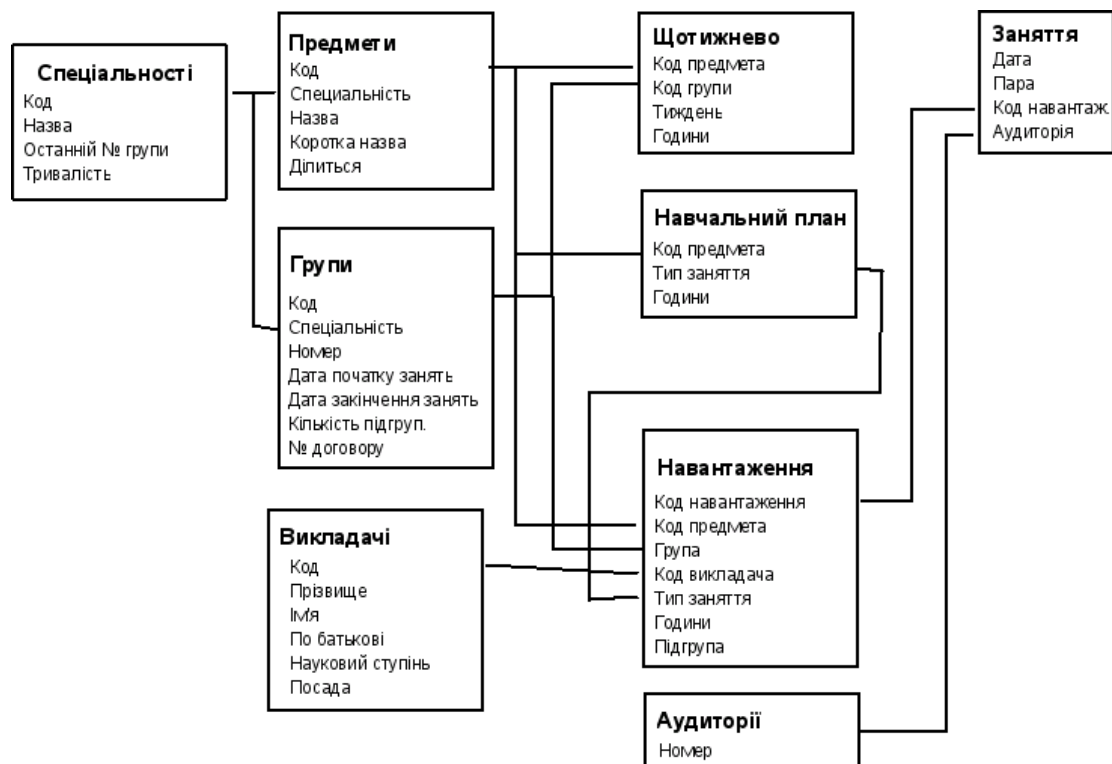 Спеціальності
Код
Назва
Останній № групи
Тривалість
Предмети
Код
Специальність
Назва
Коротка назва
Ділиться
Групи
Код
Спеціальність
Номер
Дата початку занять
Дата закінчення занять
Кількість підгруп.
№ договору
Викладачі
Код
Прізвище
Ім'я
По батькові
Науковий ступінь
Посада
Щотижнево
Код предмета
Код групи
Тиждень
Години
Навчальний план
Код предмета
Тип заняття
Години
Навантаження
Код навантаження
Код предмета
Група
Код викладача
Тип заняття
Години
Підгрупа
Аудиторії
Номер
Заняття
Дата
Пара
Код навантаж.
Аудиторія